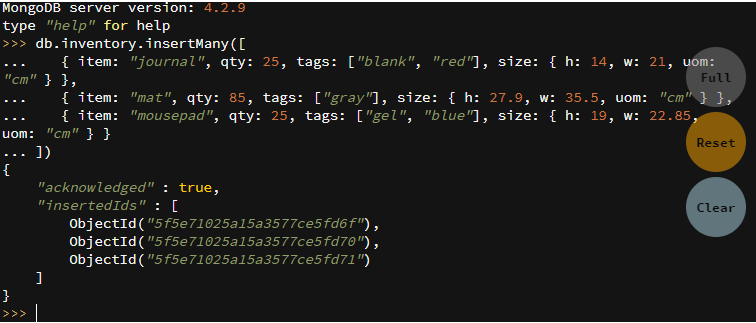 MongoDB server version: 4.2.9
type "help" for help
>>> db.inventory.insertMany([
...    { item: "journal", qty: 25, tags: ["blank", "red"], size: { h: 14, w: 21, uom:
"cm" } },
...    { item: "mat", qty: 85, tags: ["gray"], size: { h: 27.9, w: 35.5, uom: "cm" } },
...    { item: "mousepad", qty: 25, tags: ["gel", "blue"], size: { h: 19, w: 22.85,
uom: "cm" } }
... ])
{
    "acknowledged" : true,
    "insertedIds" : [
        ObjectId("5f5e71025a15a3577ce5fd6f"),
        ObjectId("5f5e71025a15a3577ce5fd70"),
        ObjectId("5f5e71025a15a3577ce5fd71")
    ]
}
>>>
Full
Reset
Clear